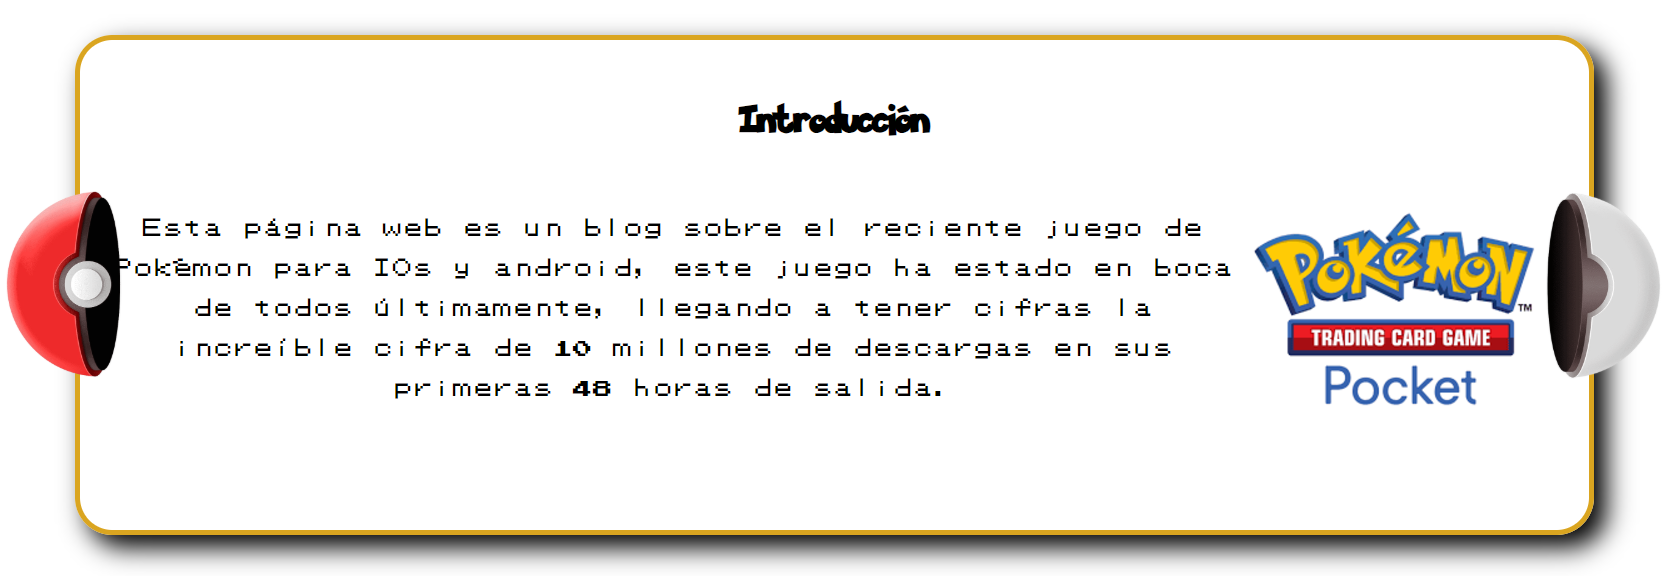 Introducción
Esta página web es un blog sobre el reciente juego de
Pokémon para IOs y android, este juego ha estado en boca
de todos últimamente, llegando a tener cifras la
increíble cifra de 10 millones de descargas en sus
primeras 48 horas de salida.
POKéMON™
TRADING CARD GAME
Pocket